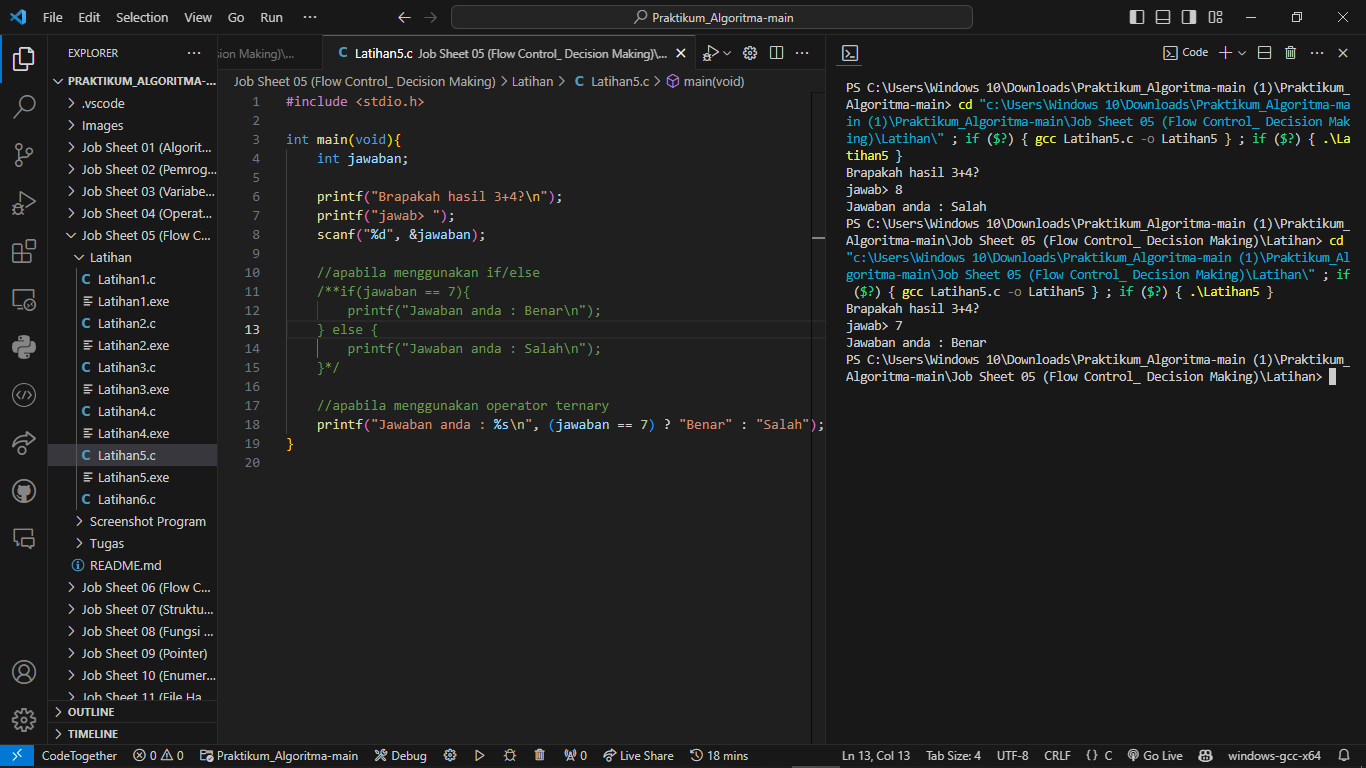 File Edit Selection View Go Run ··· Praktikum_Algoritma-main
EXPLORER ···
PRAKTIKUM_ALGORITMA-...
.vscode
Images
Job Sheet 01 (Algorit...
Job Sheet 02 (Pemrog...
Job Sheet 03 (Variabe...
Job Sheet 04 (Operat...
Job Sheet 05 (Flow C...
Latihan
C Latihan1.c
Latihan1.exe
C Latihan2.c
Latihan2.exe
C Latihan3.c
Latihan3.exe
C Latihan4.c
Latihan4.exe
C Latihan5.c
Latihan5.exe
C Latihan6.c
Screenshot Program
Tugas
README.md
Job Sheet 06 (Flow C...
Job Sheet 07 (Struktu...
Job Sheet 08 (Fungsi ...
Job Sheet 09 (Pointer)
Job Sheet 10 (Enumer...
Job Sheet 11 (File Ha...
OUTLINE
TIMELINE
sion Making)\... C Latihan5.c Job Sheet 05 (Flow Control_ Decision Making)\...
Job Sheet 05 (Flow Control_ Decision Making) > Latihan > C Latihan5.c > main(void)
1 #include <stdio.h>
2
3 int main(void){
4 int jawaban;
5
6 printf("Brapakah hasil 3+4?\n");
7 printf("jawab> ");
8 scanf("%d", &jawaban);
9
10 //apabila menggunakan if/else
11 /**if(jawaban == 7){
12 printf("Jawaban anda : Benar\n");
13 } else {
14 printf("Jawaban anda : Salah\n");
15 }*/
16
17 //apabila menggunakan operator ternary
18 printf("Jawaban anda : %s\n", (jawaban == 7) ? "Benar" : "Salah");
19 }
20
Code
PS C:\Users\Windows 10\Downloads\Praktikum_Algoritma-main (1)\Praktikum_
Algoritma-main> cd "c:\Users\Windows 10\Downloads\Praktikum_Algoritma-ma
in (1)\Praktikum_Algoritma-main\Job Sheet 05 (Flow Control_ Decision Mak
ing)\Latihan\" ; if ($?) { gcc Latihan5.c -o Latihan5 } ; if ($?) { .\La
tihan5 }
Brapakah hasil 3+4?
jawab> 8
Jawaban anda : Salah
PS C:\Users\Windows 10\Downloads\Praktikum_Algoritma-main (1)\Praktikum_
Algoritma-main\Job Sheet 05 (Flow Control_ Decision Making)\Latihan> cd
"c:\Users\Windows 10\Downloads\Praktikum_Algoritma-main (1)\Praktikum_Al
goritma-main\Job Sheet 05 (Flow Control_ Decision Making)\Latihan\" ; if
($?) { gcc Latihan5.c -o Latihan5 } ; if ($?) { .\Latihan5 }
Brapakah hasil 3+4?
jawab> 7
Jawaban anda : Benar
PS C:\Users\Windows 10\Downloads\Praktikum_Algoritma-main (1)\Praktikum_
Algoritma-main\Job Sheet 05 (Flow Control_ Decision Making)\Latihan>
CodeTogether 0 0 Praktikum_Algoritma-main Debug 0 Live Share 18 mins Ln 13, Col 13 Tab Size: 4 UTF-8 CRLF {} C Go Live windows-gcc-x64